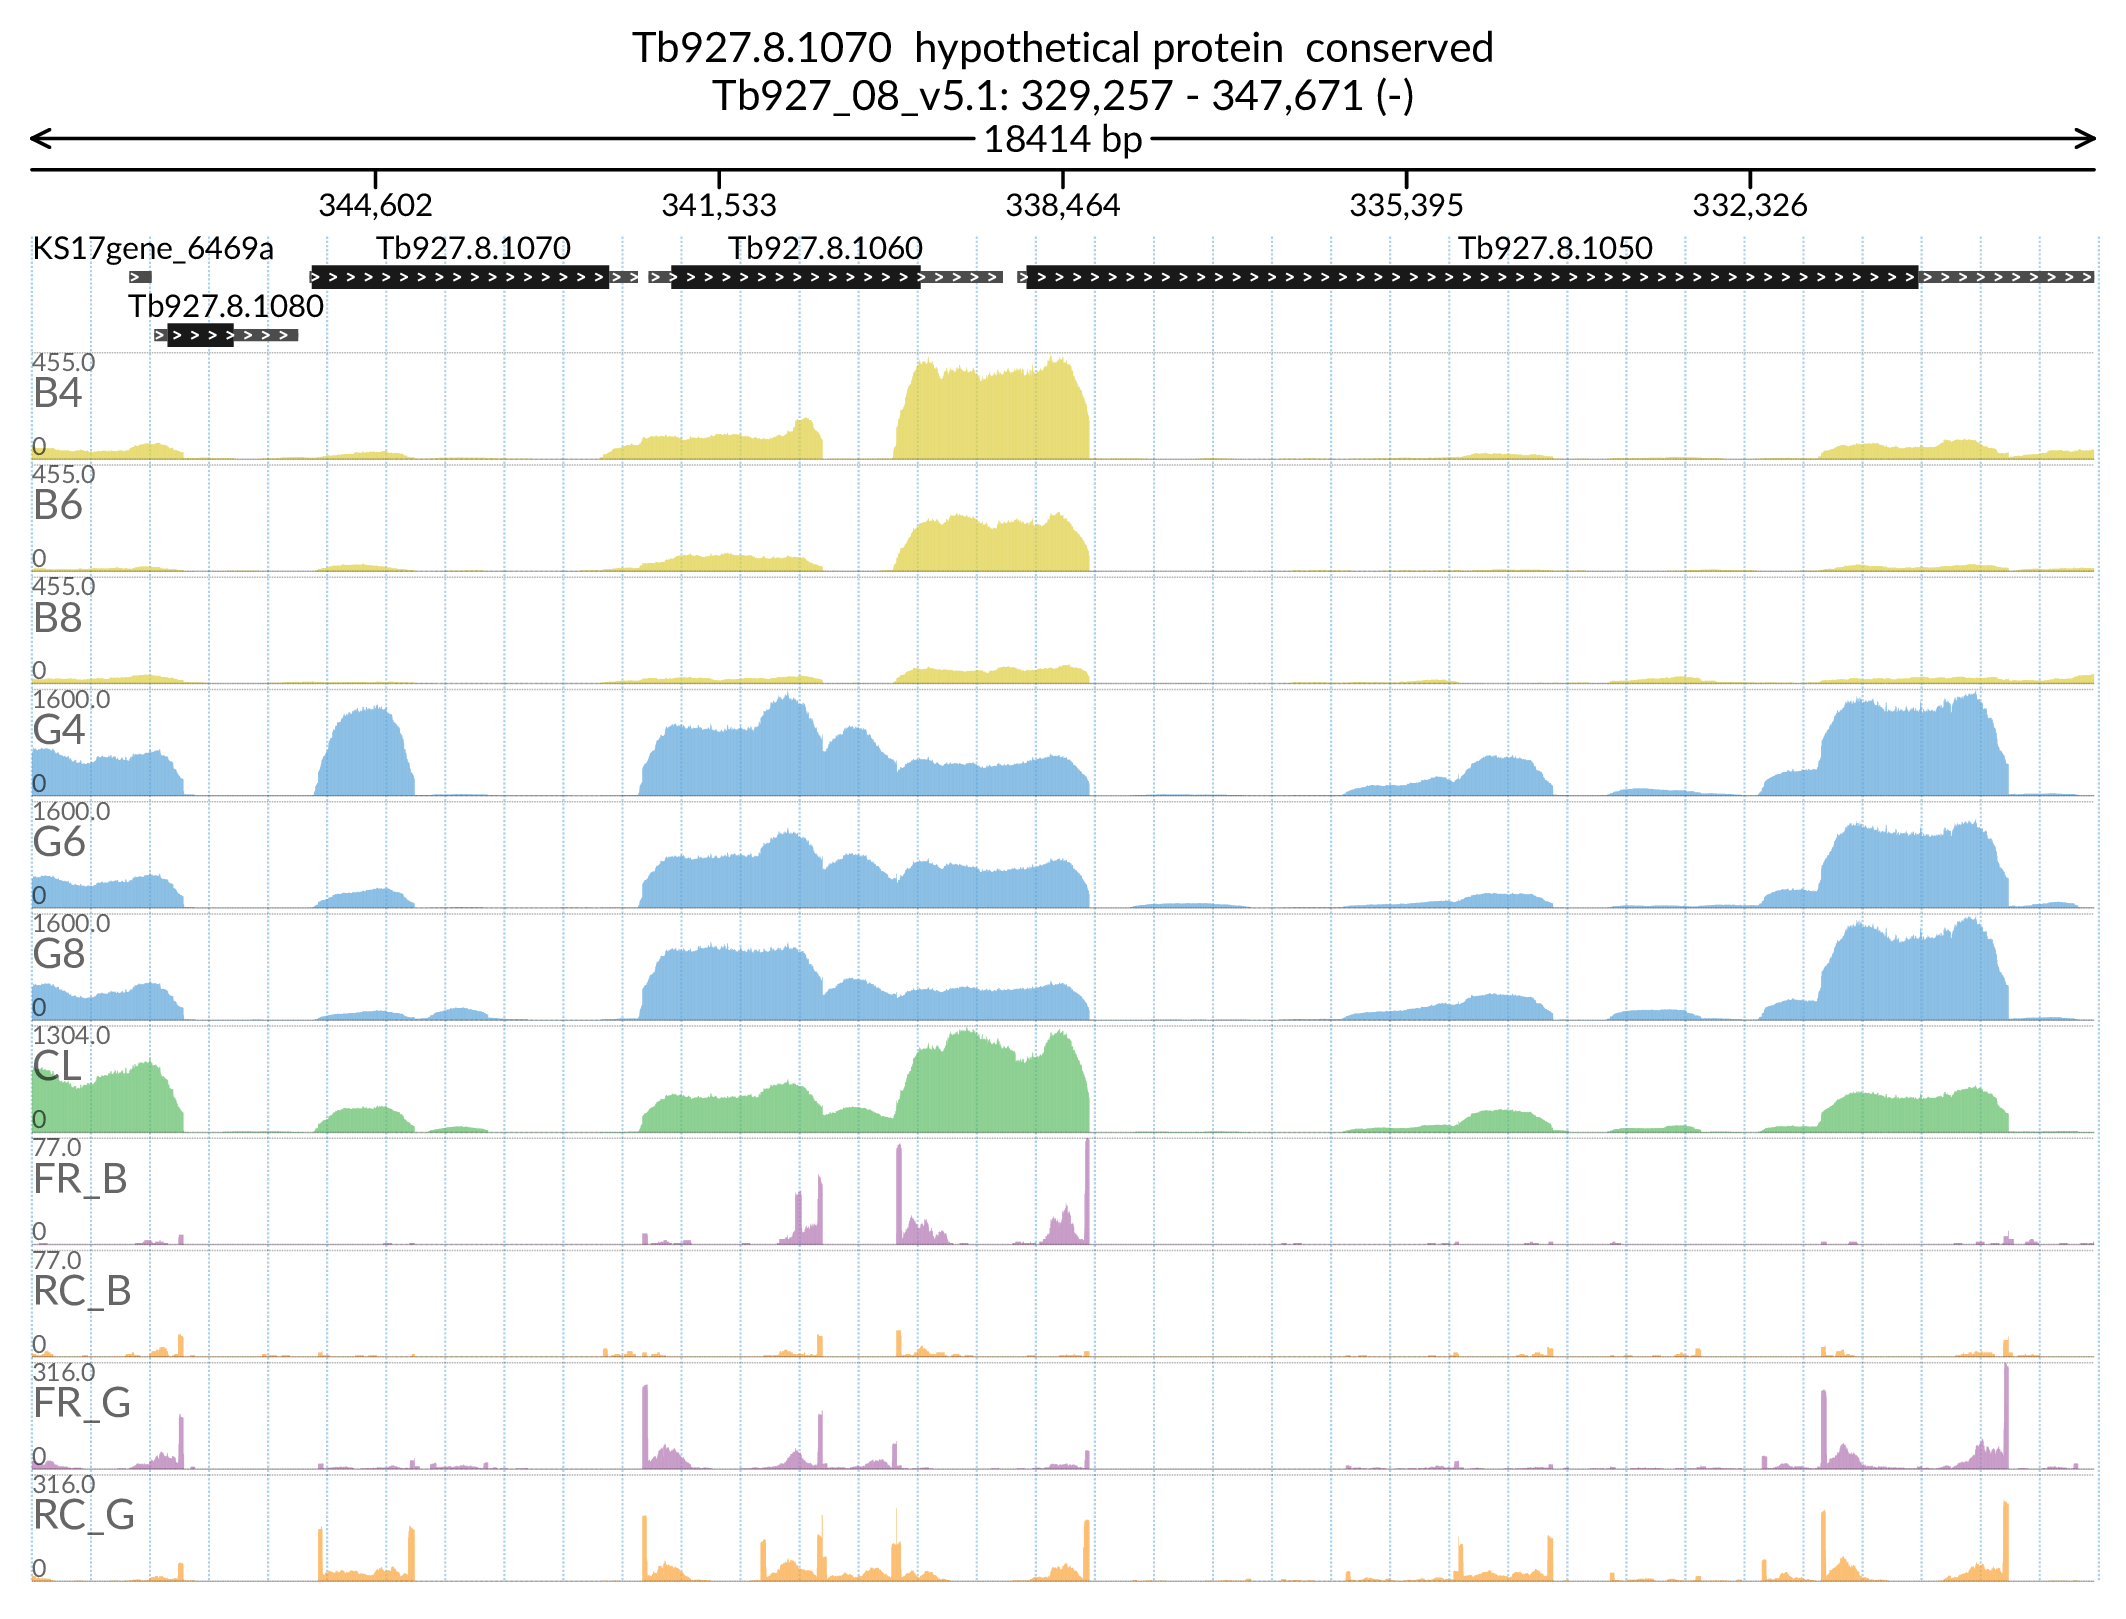 Tb927.8.1070  hypothetical protein  conserved
Tb927_08_v5.1: 329,257 - 347,671 (-)
18414 bp
344,602 341,533 338,464 335,395 332,326
KS17gene_6469a Tb927.8.1070 Tb927.8.1060 Tb927.8.1050
Tb927.8.1080
455.0
B4
0
455.0
B6
0
455.0
B8
0
1600.0
G4
0
1600.0
G6
0
1600.0
G8
0
1304.0
CL
0
77.0
FR_B
0
77.0
RC_B
0
316.0
FR_G
0
316.0
RC_G
0